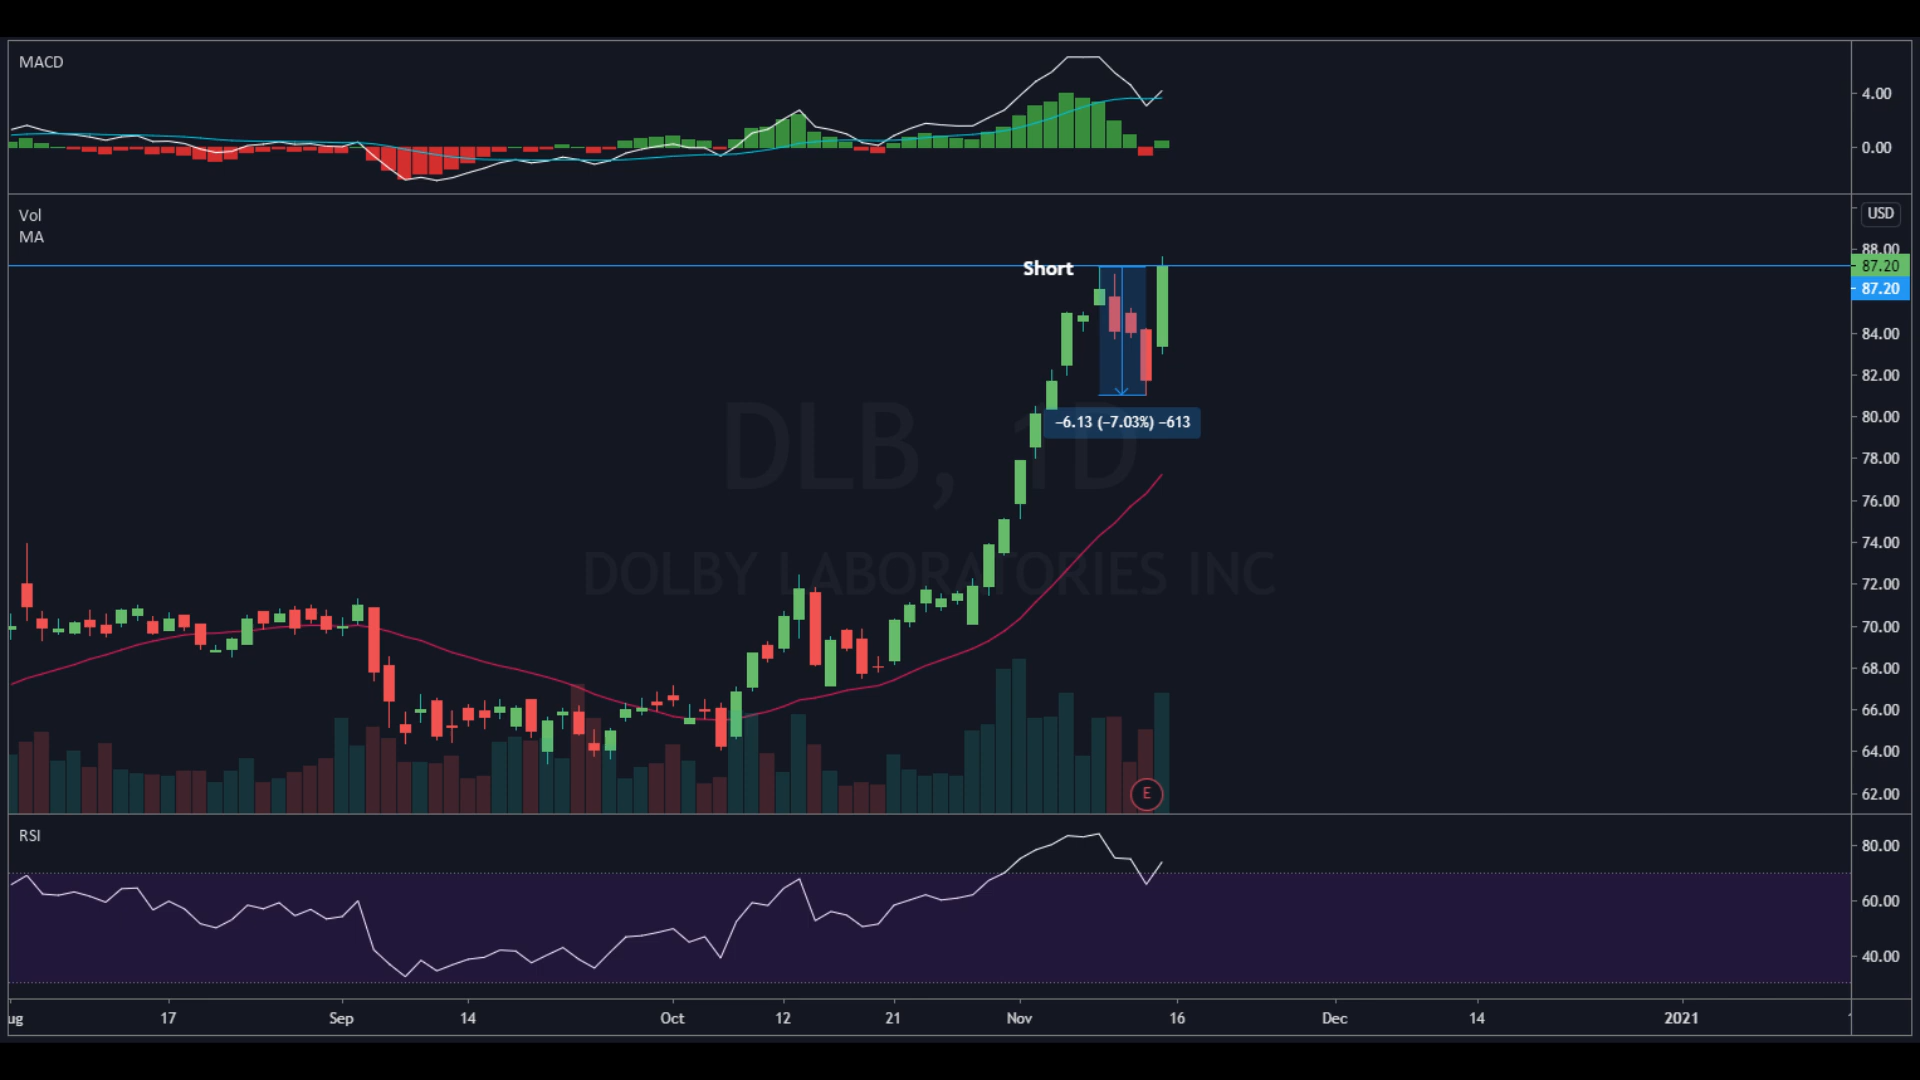 MACD
4.00
0.00
Vol
MA
USD
88.00
87.20
87.20
Short
84.00
82.00
80.00
-6.13 (-7.03%) -613
DLB, 1D
78.00
76.00
74.00
DOLBY LABORATORIES INC
72.00
70.00
68.00
66.00
64.00
E
62.00
RSI
80.00
60.00
40.00
ug 17 Sep 14 Oct 12 21 Nov 16 Dec 14 2021